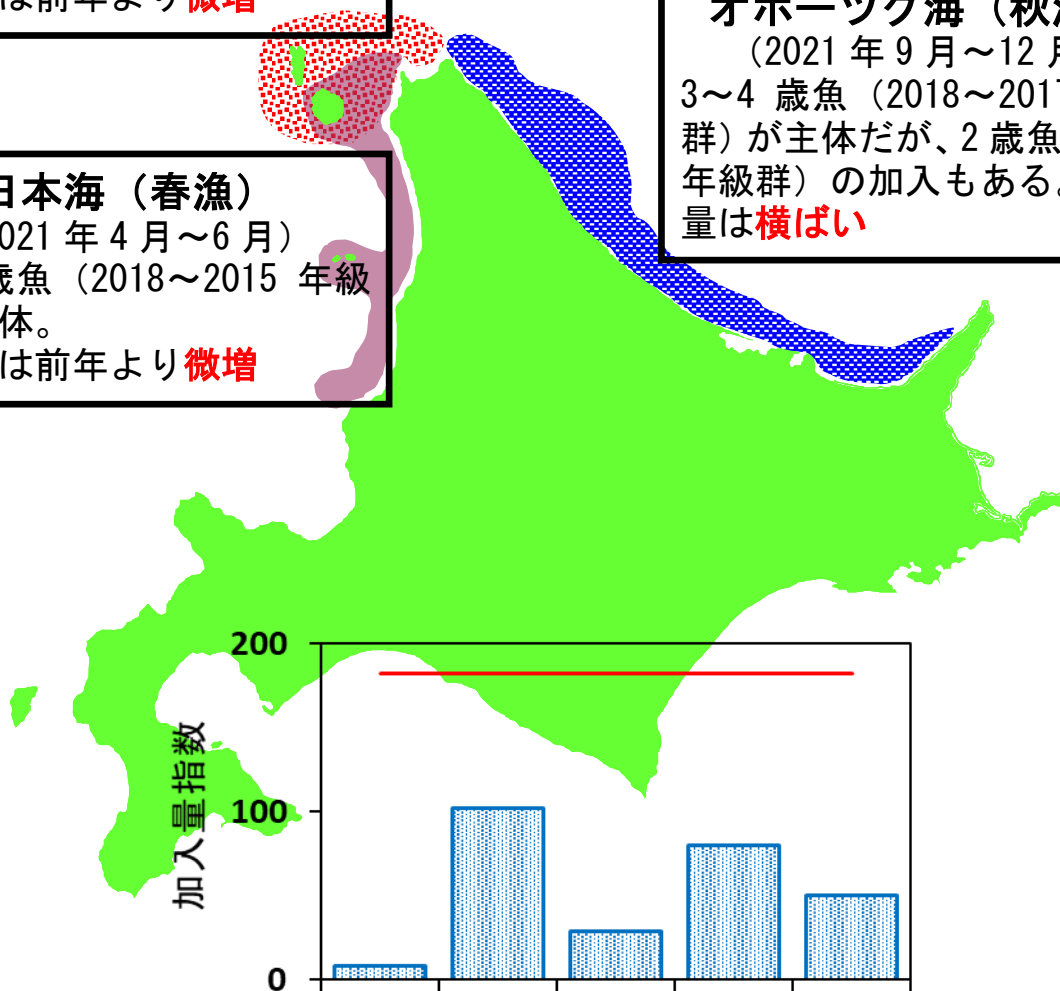 は前年より微増
オホーツク海（秋漁
（2021 年 9 月～12 月
3～4 歳魚（2018～2017
群）が主体だが、2 歳魚
年級群）の加入もある。
量は横ばい
日本海（春漁）
021 年 4 月～6 月）
歳魚（2018～2015 年級
体。
は前年より微増
200
100
0
加入量指数